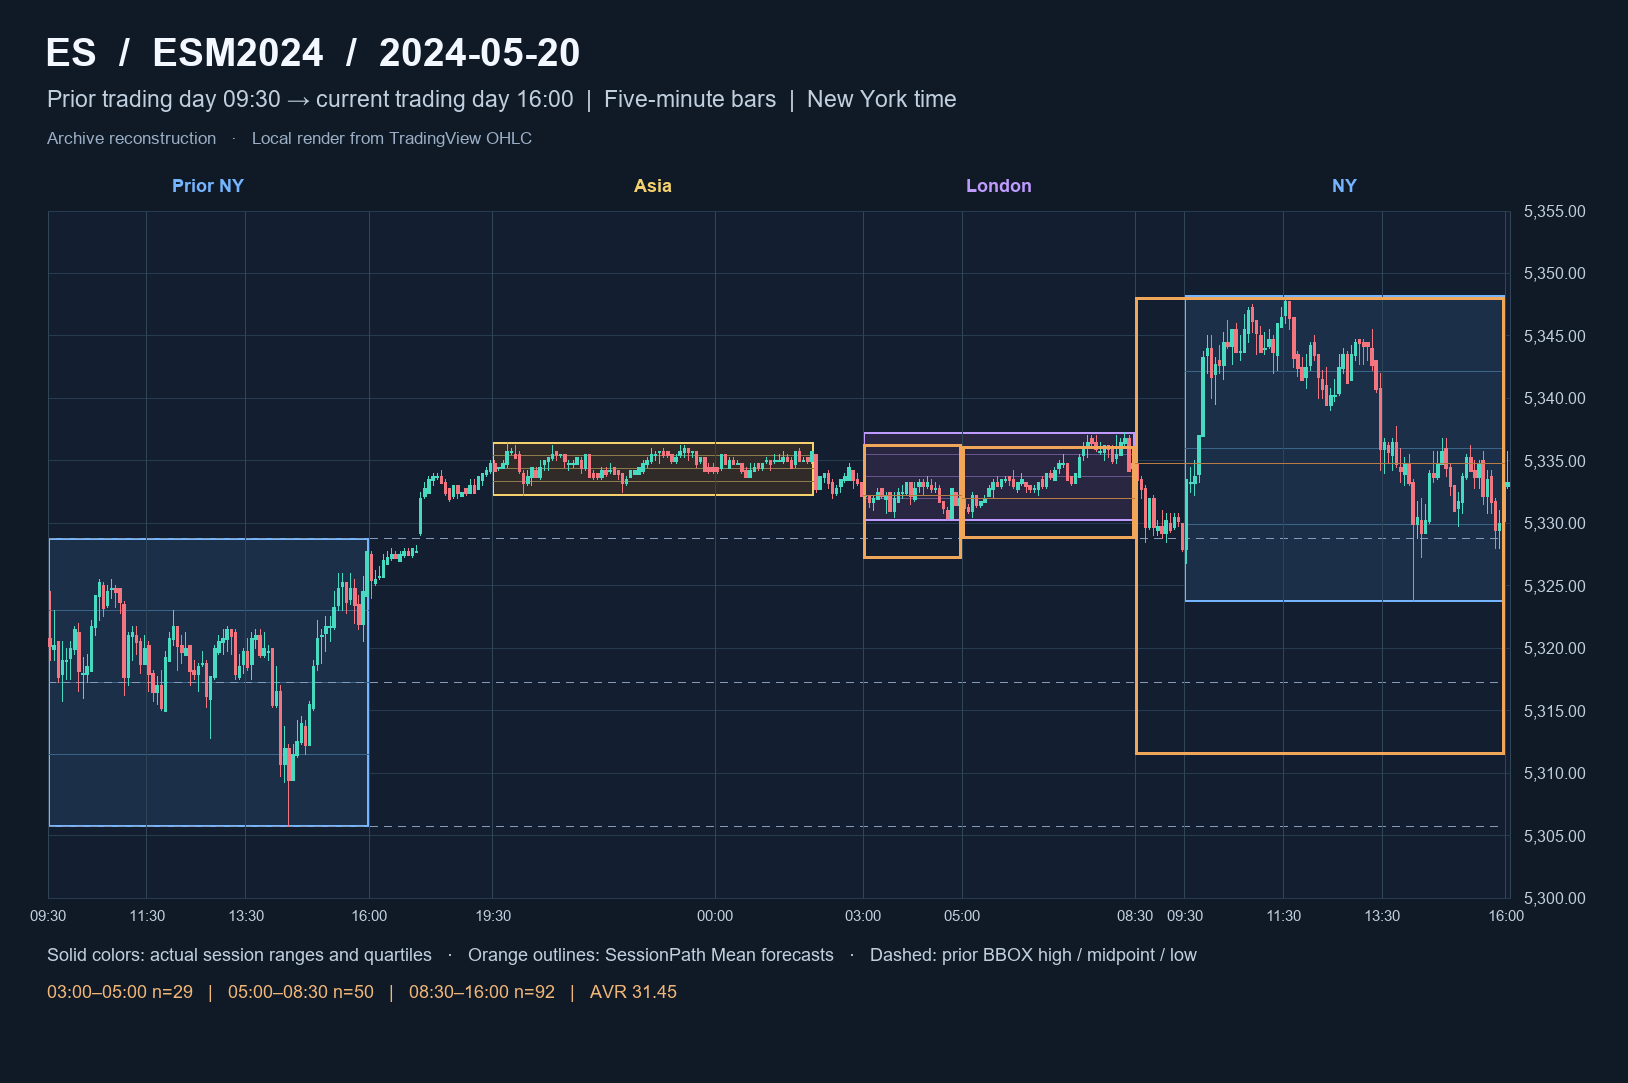 ES / ESM2024 / 2024-05-20
Prior trading day 09:30 → current trading day 16:00 | Five-minute bars | New York time
Archive reconstruction · Local render from TradingView OHLC
Prior NY Asia London NY
5,355.00
5,350.00
5,345.00
5,340.00
5,335.00
5,330.00
5,325.00
5,320.00
5,315.00
5,310.00
5,305.00
5,300.00
09:30 11:30 13:30 16:00 19:30 00:00 03:00 05:00 08:30 09:30 11:30 13:30 16:00
Solid colors: actual session ranges and quartiles · Orange outlines: SessionPath Mean forecasts · Dashed: prior BBOX high / midpoint / low
03:00–05:00 n=29 | 05:00–08:30 n=50 | 08:30–16:00 n=92 | AVR 31.45